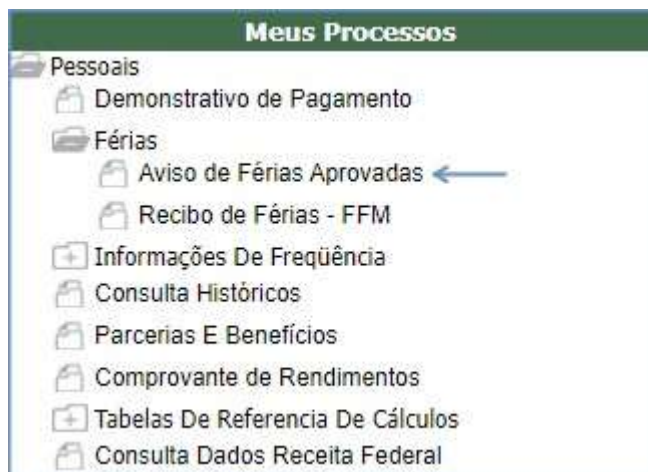 Meus Processos
Pessoais
Demonstrativo de Pagamento
Férias
Aviso de Férias Aprovadas
Recibo de Férias - FFM
Informações De Freqüência
Consulta Históricos
Parcerias E Benefícios
Comprovante de Rendimentos
Tabelas De Referencia De Cálculos
Consulta Dados Receita Federal